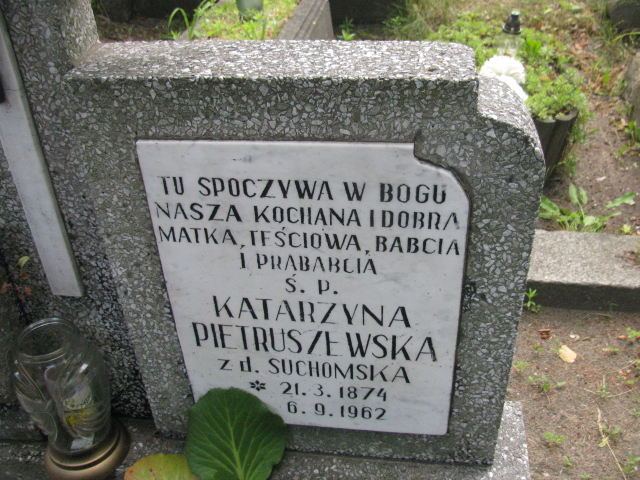 TU SPOCZYWA W BOGU
NASZA KOCHANA I DOBRA
MATKA, TEŚCIOWA, BABCIA
I PRABABCIA
Ś. P.
KATARZYNA
PIETRUSZEWSKA
z d. SUCHOMSKA
* 21.3.1874
6.9.1962